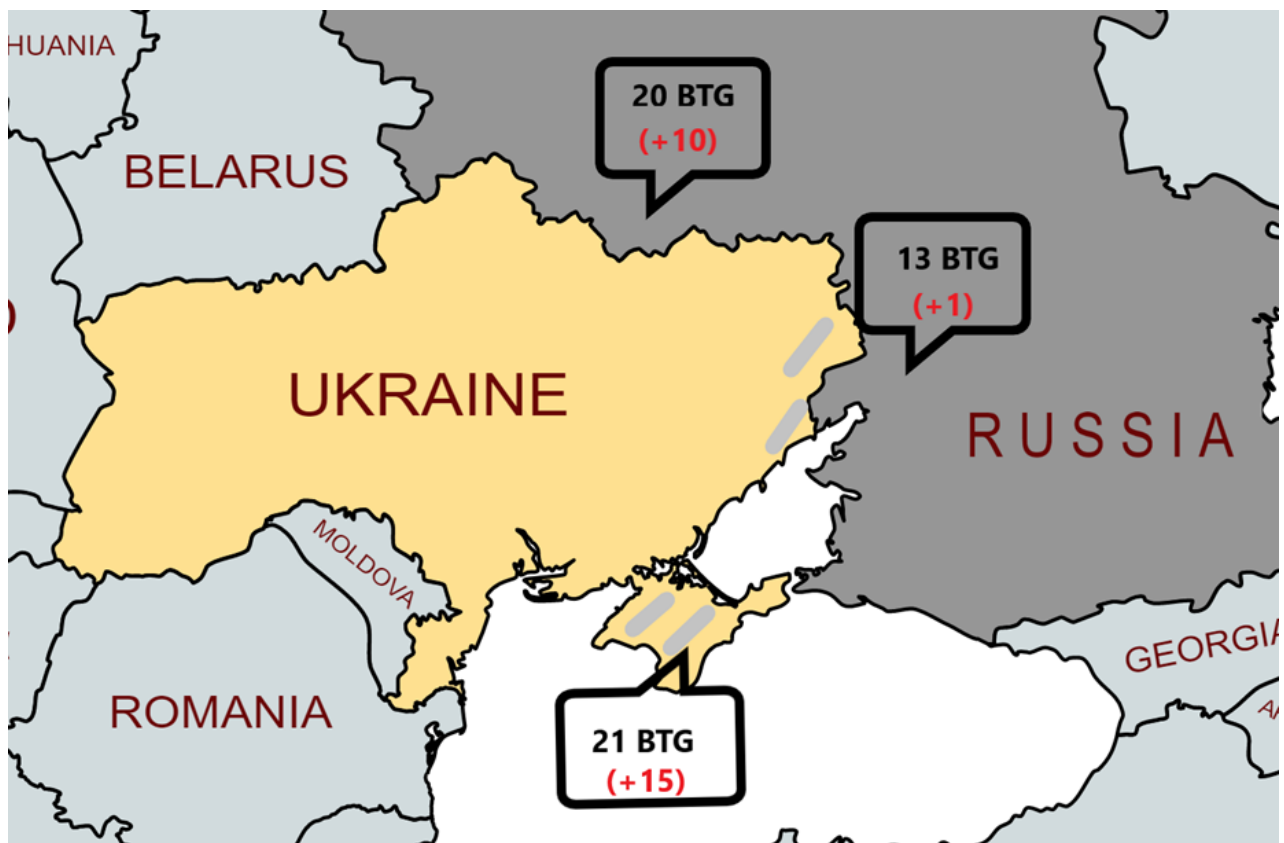 HUANIA
20 BTG
(+10)
BELARUS
13 BTG
(+1)
UKRAINE
RUSSIA
MOLDOVA
GEORGIA
ROMANIA
21 BTG
(+15)